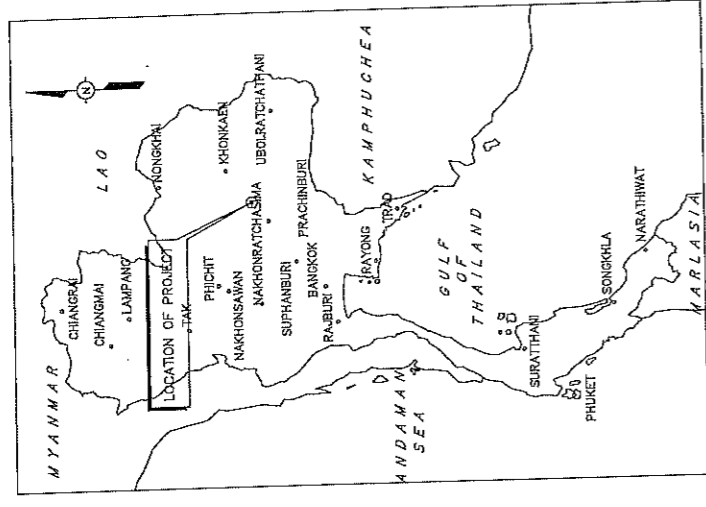 MYANMAR
CHIANGRAI
CHIANGMAI
LAMPANG
LAO
N
NONGKHAI
LOCATION OF PROJECT
TAK
PHICHIT
KHONKAEN
NAKHONSAWAN
UBOLRATCHATHANI
NAKHONRATCHASIMA
SUPHANBURI
PRACHINBURI
BANGKOK
RAJBURI
KAMPHUCHEA
RAYONG
TRAD
GULF
OF
THAILAND
ANDAMAN
SEA
SURATTHANI
PHUKET
SONGKHLA
NARATHIWAT
MARLASIA